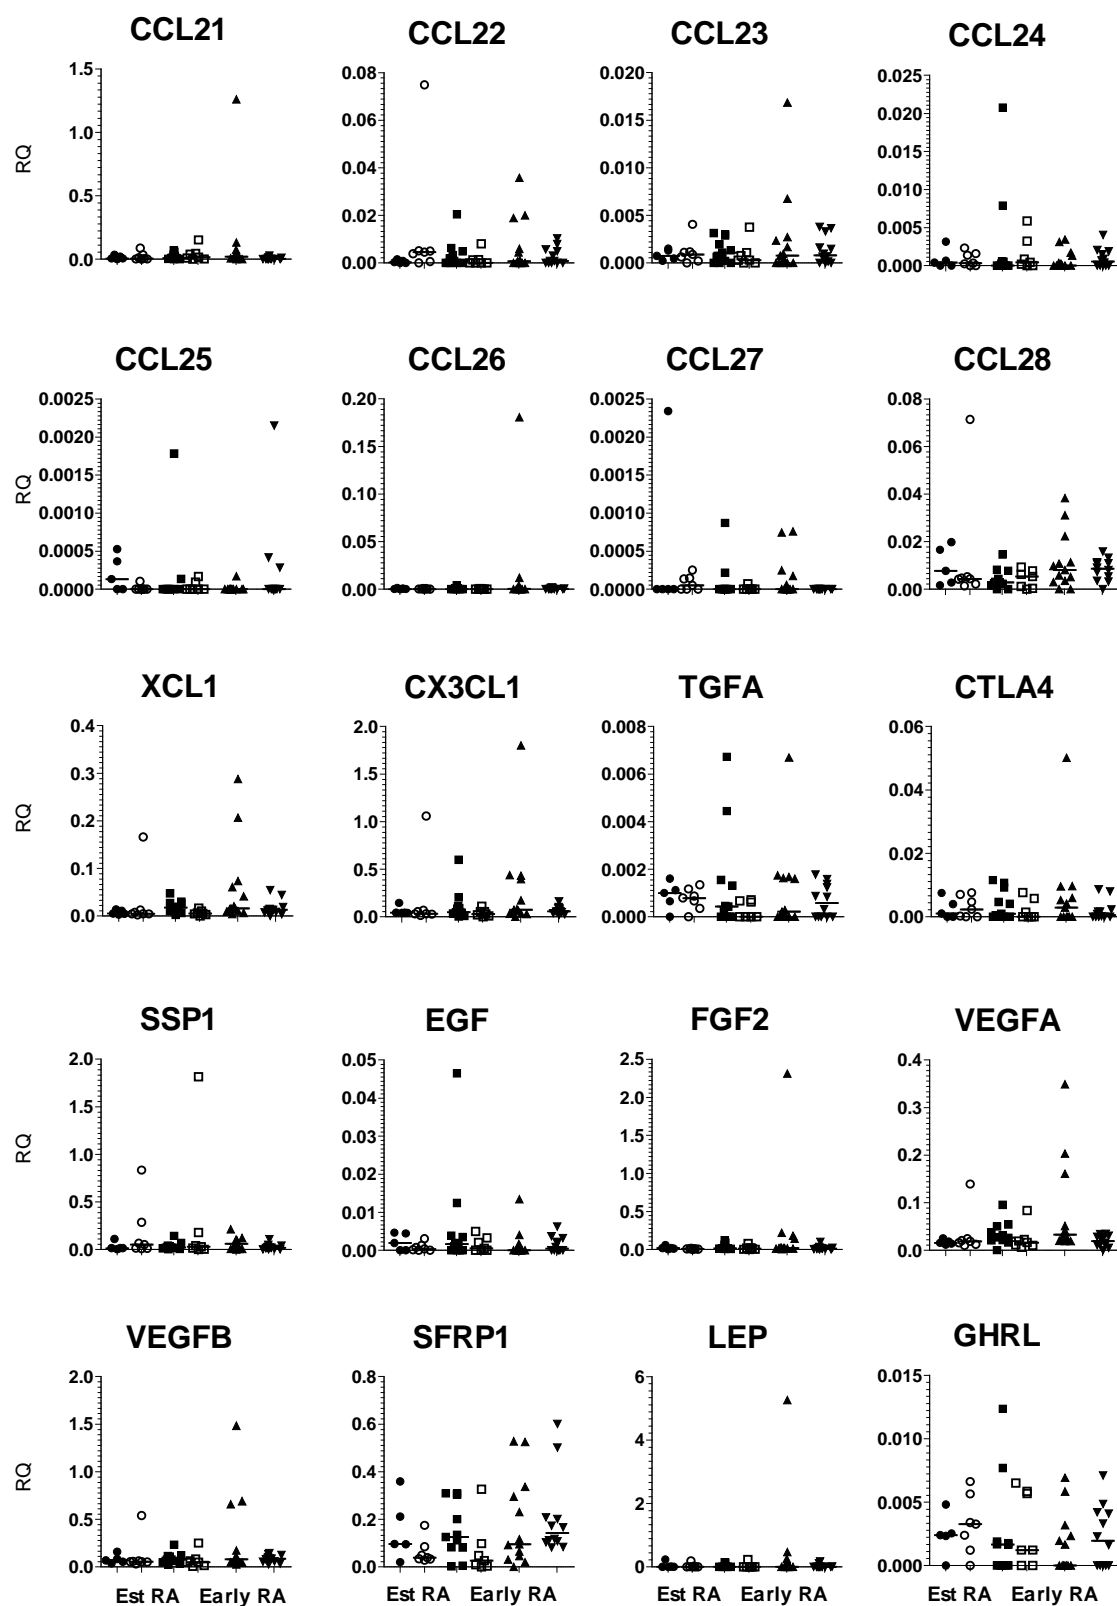 CCL21 CCL22 CCL23 CCL24
RQ
1.5 1.0 0.5 0.0
0.08 0.06 0.04 0.02 0.00
0.020 0.015 0.010 0.005 0.000
0.025 0.020 0.015 0.010 0.005 0.000
CCL25 CCL26 CCL27 CCL28
RQ
0.0025 0.0020 0.0015 0.0010 0.0005 0.0000
0.20 0.15 0.10 0.05 0.00
0.0025 0.0020 0.0015 0.0010 0.0005 0.0000
0.08 0.06 0.04 0.02 0.00
XCL1 CX3CL1 TGFA CTLA4
RQ
0.4 0.3 0.2 0.1 0.0
2.0 1.5 1.0 0.5 0.0
0.008 0.006 0.004 0.002 0.000
0.06 0.04 0.02 0.00
SSP1 EGF FGF2 VEGFA
RQ
2.0 1.5 1.0 0.5 0.0
0.05 0.04 0.03 0.02 0.01 0.00
2.5 2.0 1.5 1.0 0.5 0.0
0.4 0.3 0.2 0.1 0.0
VEGFB SFRP1 LEP GHRL
RQ
2.0 1.5 1.0 0.5 0.0
0.8 0.6 0.4 0.2 0.0
6 4 2 0
0.015 0.010 0.005 0.000
Est RA Early RA Est RA Early RA Est RA Early RA Est RA Early RA